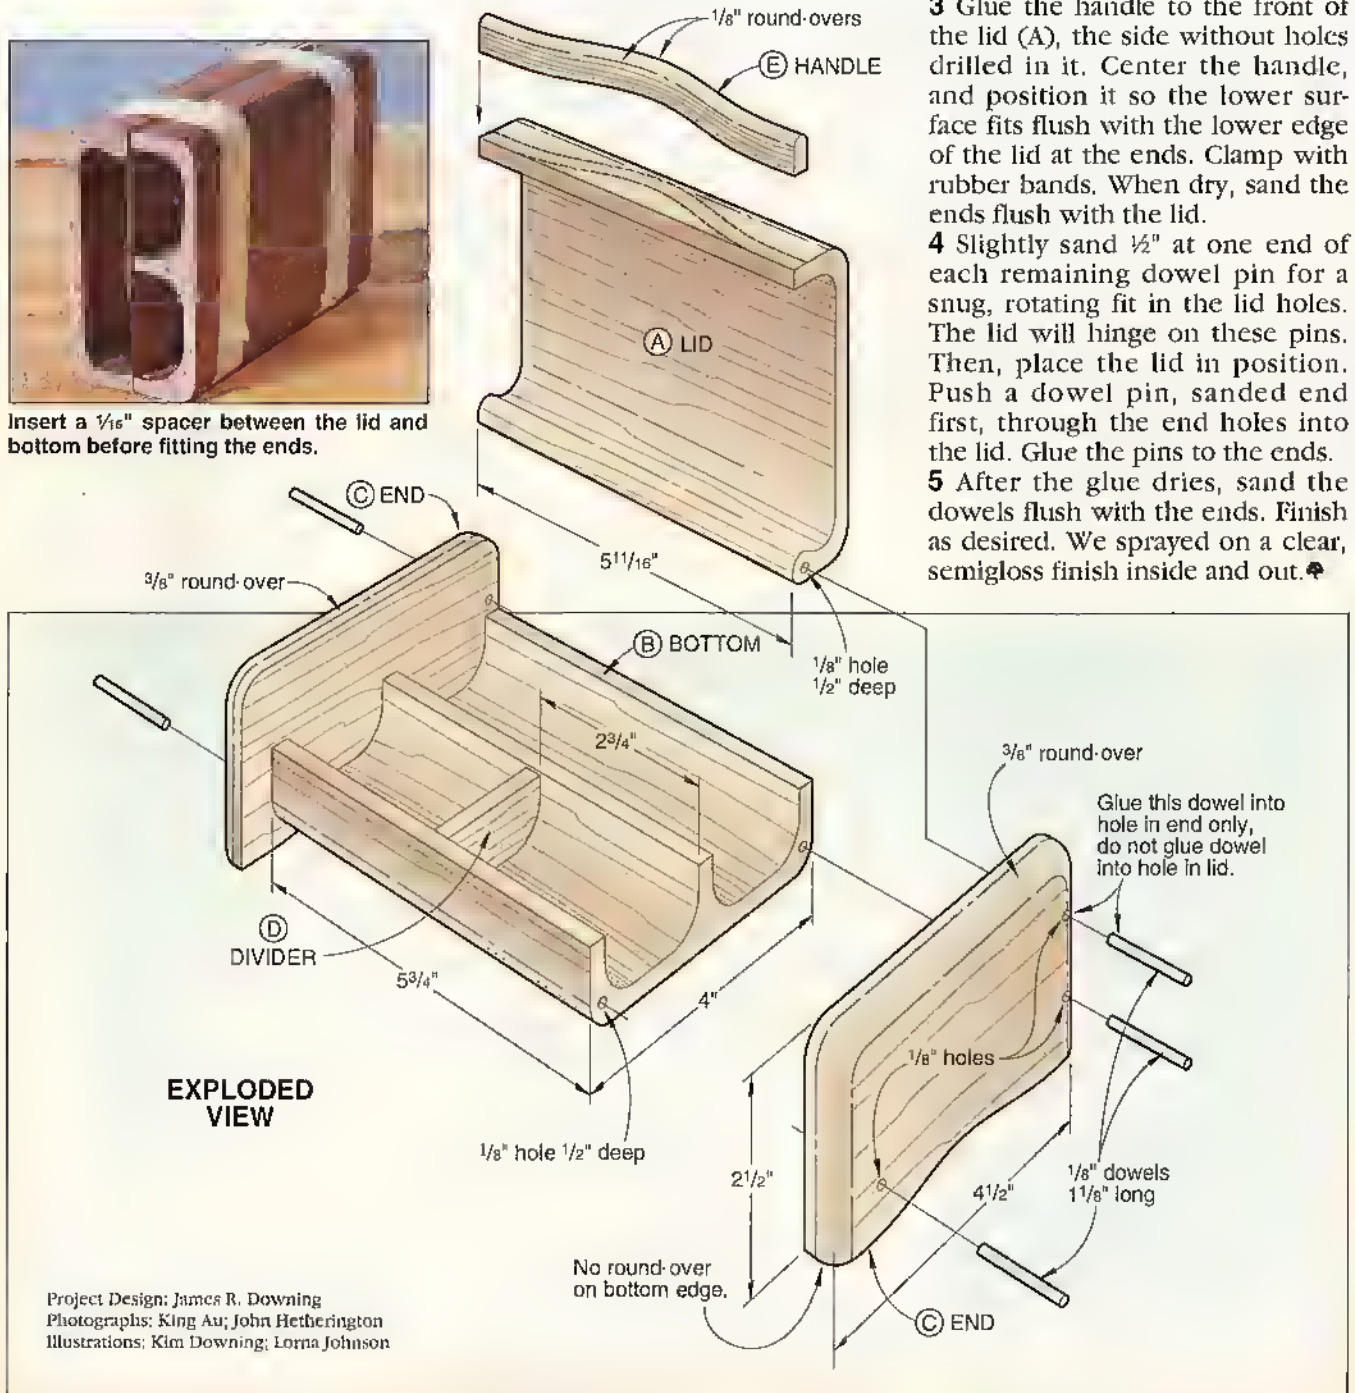 1/8" round-overs
Ⓔ HANDLE
3 Glue the handle to the front of
the lid (A), the side without holes
drilled in it. Center the handle,
and position it so the lower sur-
face fits flush with the lower edge
of the lid at the ends. Clamp with
rubber bands. When dry, sand the
ends flush with the lid.
4 Slightly sand ½" at one end of
each remaining dowel pin for a
snug, rotating fit in the lid holes.
The lid will hinge on these pins.
Then, place the lid in position.
Push a dowel pin, sanded end
first, through the end holes into
the lid. Glue the pins to the ends.
5 After the glue dries, sand the
dowels flush with the ends. Finish
as desired. We sprayed on a clear,
semigloss finish inside and out.
Insert a 1/16" spacer between the lid and
bottom before fitting the ends.
Ⓐ LID
Ⓒ END
5 11/16"
3/8" round-over
Ⓑ BOTTOM
1/8" hole
1/2" deep
2 3/4"
3/8" round-over
Glue this dowel into
hole in end only,
do not glue dowel
into hole in lid.
Ⓓ
DIVIDER
5 3/4"
4"
1/8" holes
EXPLODED
VIEW
1/8" hole 1/2" deep
2 1/2"
4 1/2"
1/8" dowels
1 1/8" long
No round-over
on bottom edge.
Ⓒ END
Project Design: James R. Downing
Photographs: King Au; John Hetherington
Illustrations: Kim Downing; Lorna Johnson